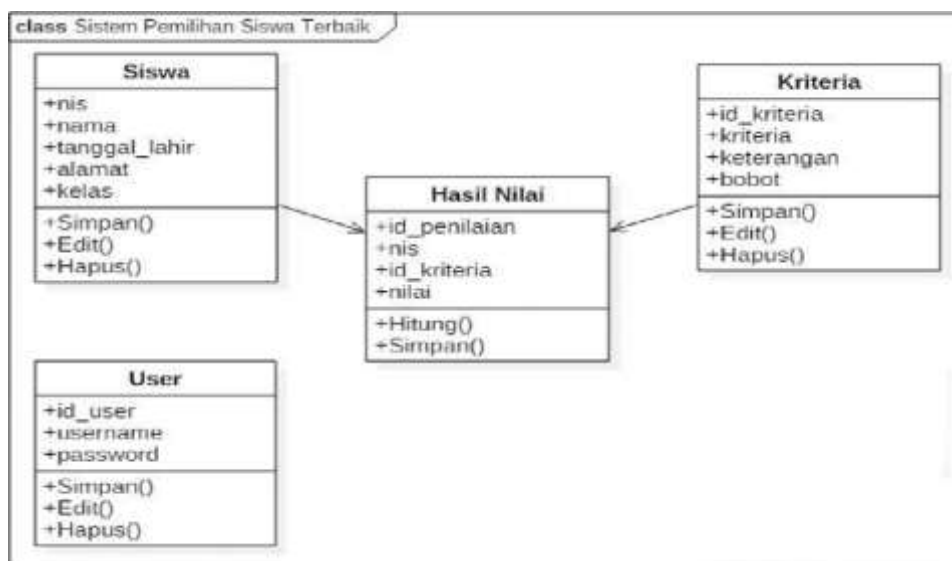 class Sistem Pemilihan Siswa Terbaik
Siswa
+nis
+nama
+tanggal_lahir
+alamat
+kelas
+Simpan()
+Edit()
+Hapus()
Kriteria
+id_kriteria
+kriteria
+keterangan
+bobot
+Simpan()
+Edit()
+Hapus()
Hasil Nilai
+id_penilaian
+nis
+id_kriteria
+nilai
+Hitung()
+Simpan()
User
+id_user
+username
+password
+Simpan()
+Edit()
+Hapus()